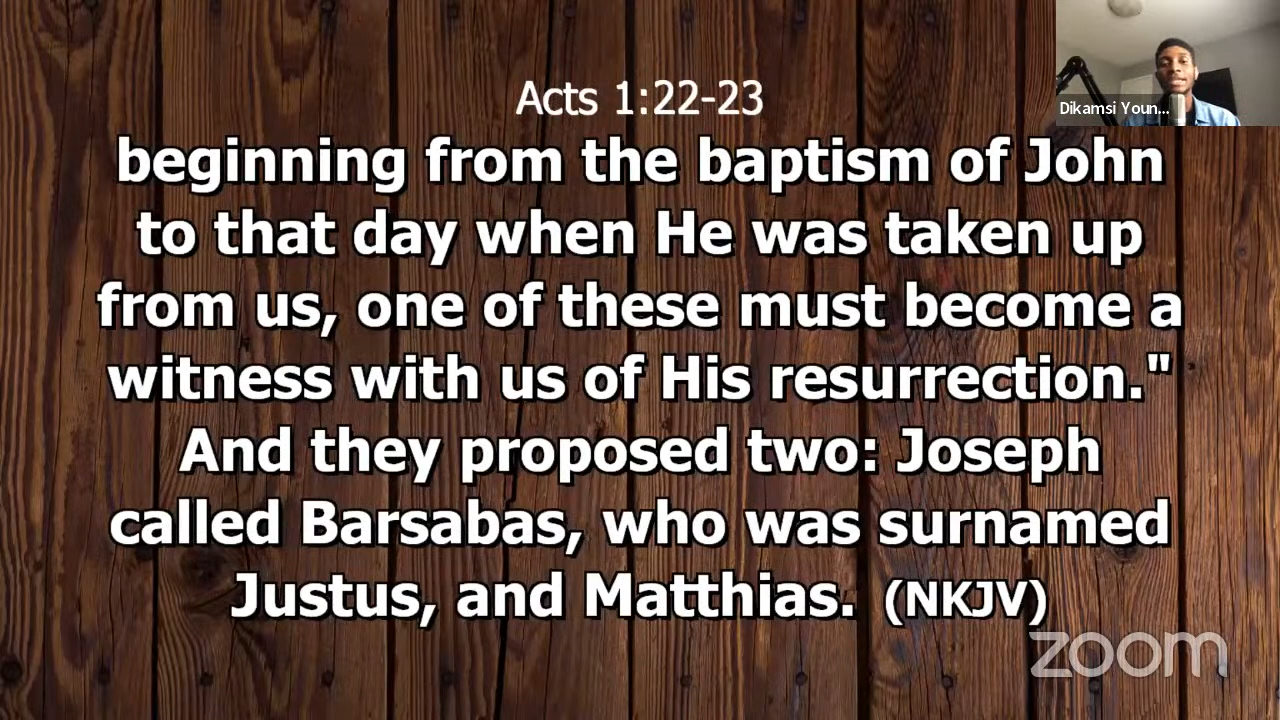 Acts 1:22-23
beginning from the baptism of John
to that day when He was taken up
from us, one of these must become a
witness with us of His resurrection."
And they proposed two: Joseph
called Barsabas, who was surnamed
Justus, and Matthias. (NKJV)
Dikamsi Youn...
zoom